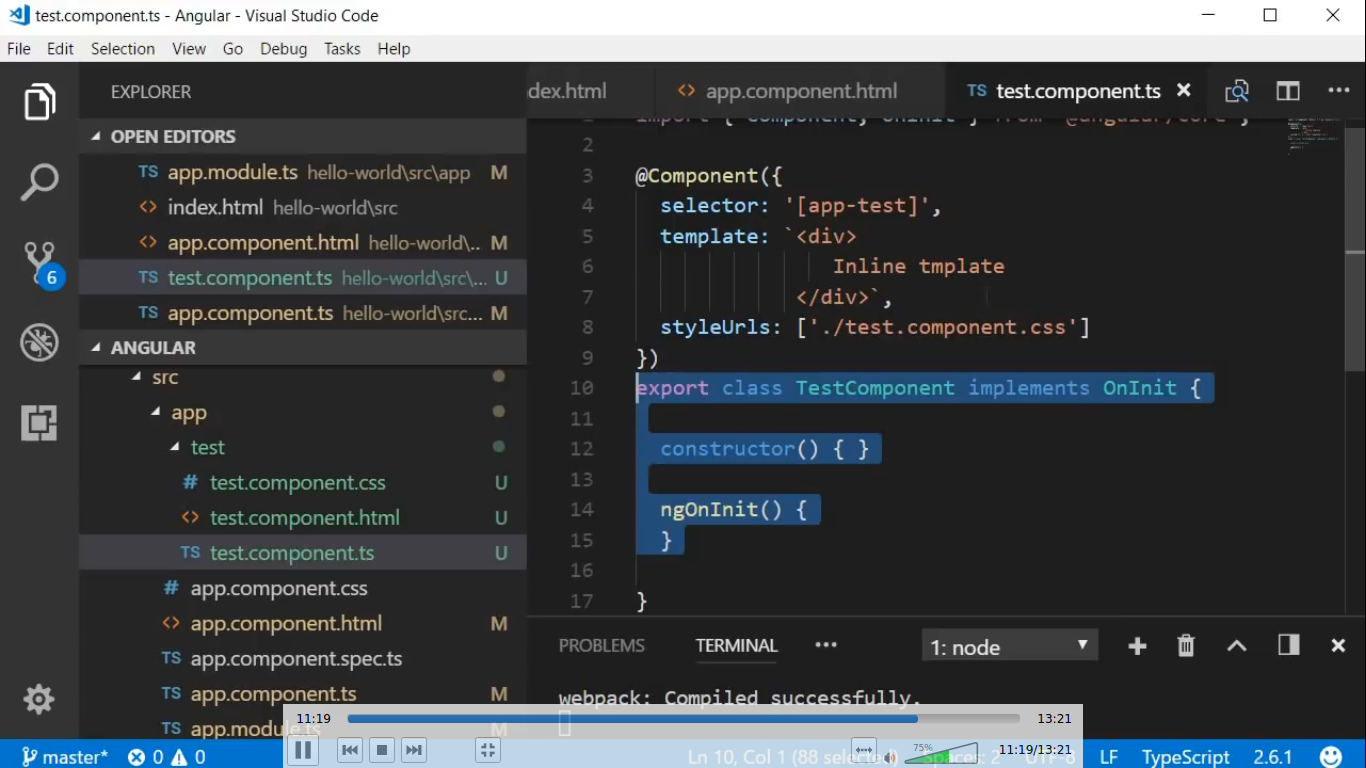 test.component.ts - Angular - Visual Studio Code
File Edit Selection View Go Debug Tasks Help
EXPLORER
OPEN EDITORS
TS app.module.ts hello-world\src\app M
<> index.html hello-world\src
<> app.component.html hello-world\.. M
TS test.component.ts hello-world\src\... U
TS app.component.ts hello-world\src... M
ANGULAR
src
app
test
# test.component.css U
<> test.component.html U
TS test.component.ts U
# app.component.css
<> app.component.html M
TS app.component.spec.ts
TS app.component.ts M
TS app.module.ts M
6
dex.html <> app.component.html TS test.component.ts
1 import { Component, OnInit } from '@angular/core';
2
3 @Component({
4 selector: '[app-test]',
5 template: `<div>
6 Inline tmplate
7 </div>`,
8 styleUrls: ['./test.component.css']
9 })
10 export class TestComponent implements OnInit {
11
12 constructor() { }
13
14 ngOnInit() {
15 }
16
17 }
PROBLEMS TERMINAL ••• 1: node
webpack: Compiled successfully.
11:19 13:21
75% 11:19/13:21
master* 0 0 Ln 10, Col 1 (88 selected) Spaces: 2 UTF-8 LF TypeScript 2.6.1